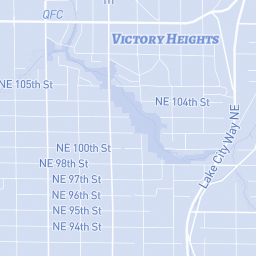 QFC
VICTORY HEIGHTS
NE 105th St
NE 104th St
Lake City Way NE
NE 100th St
NE 98th St
NE 97th St
NE 96th St
NE 95th St
NE 94th St